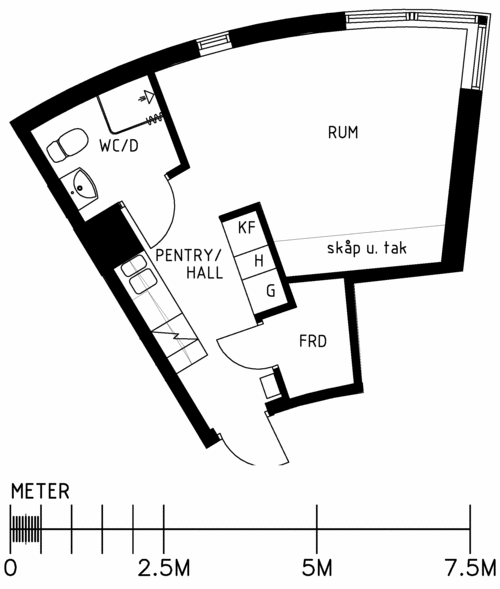 RUM
WC/D
KF
PENTRY/
HALL
H
skåp u. tak
G
FRD
METER
0
2.5M
5M
7.5M